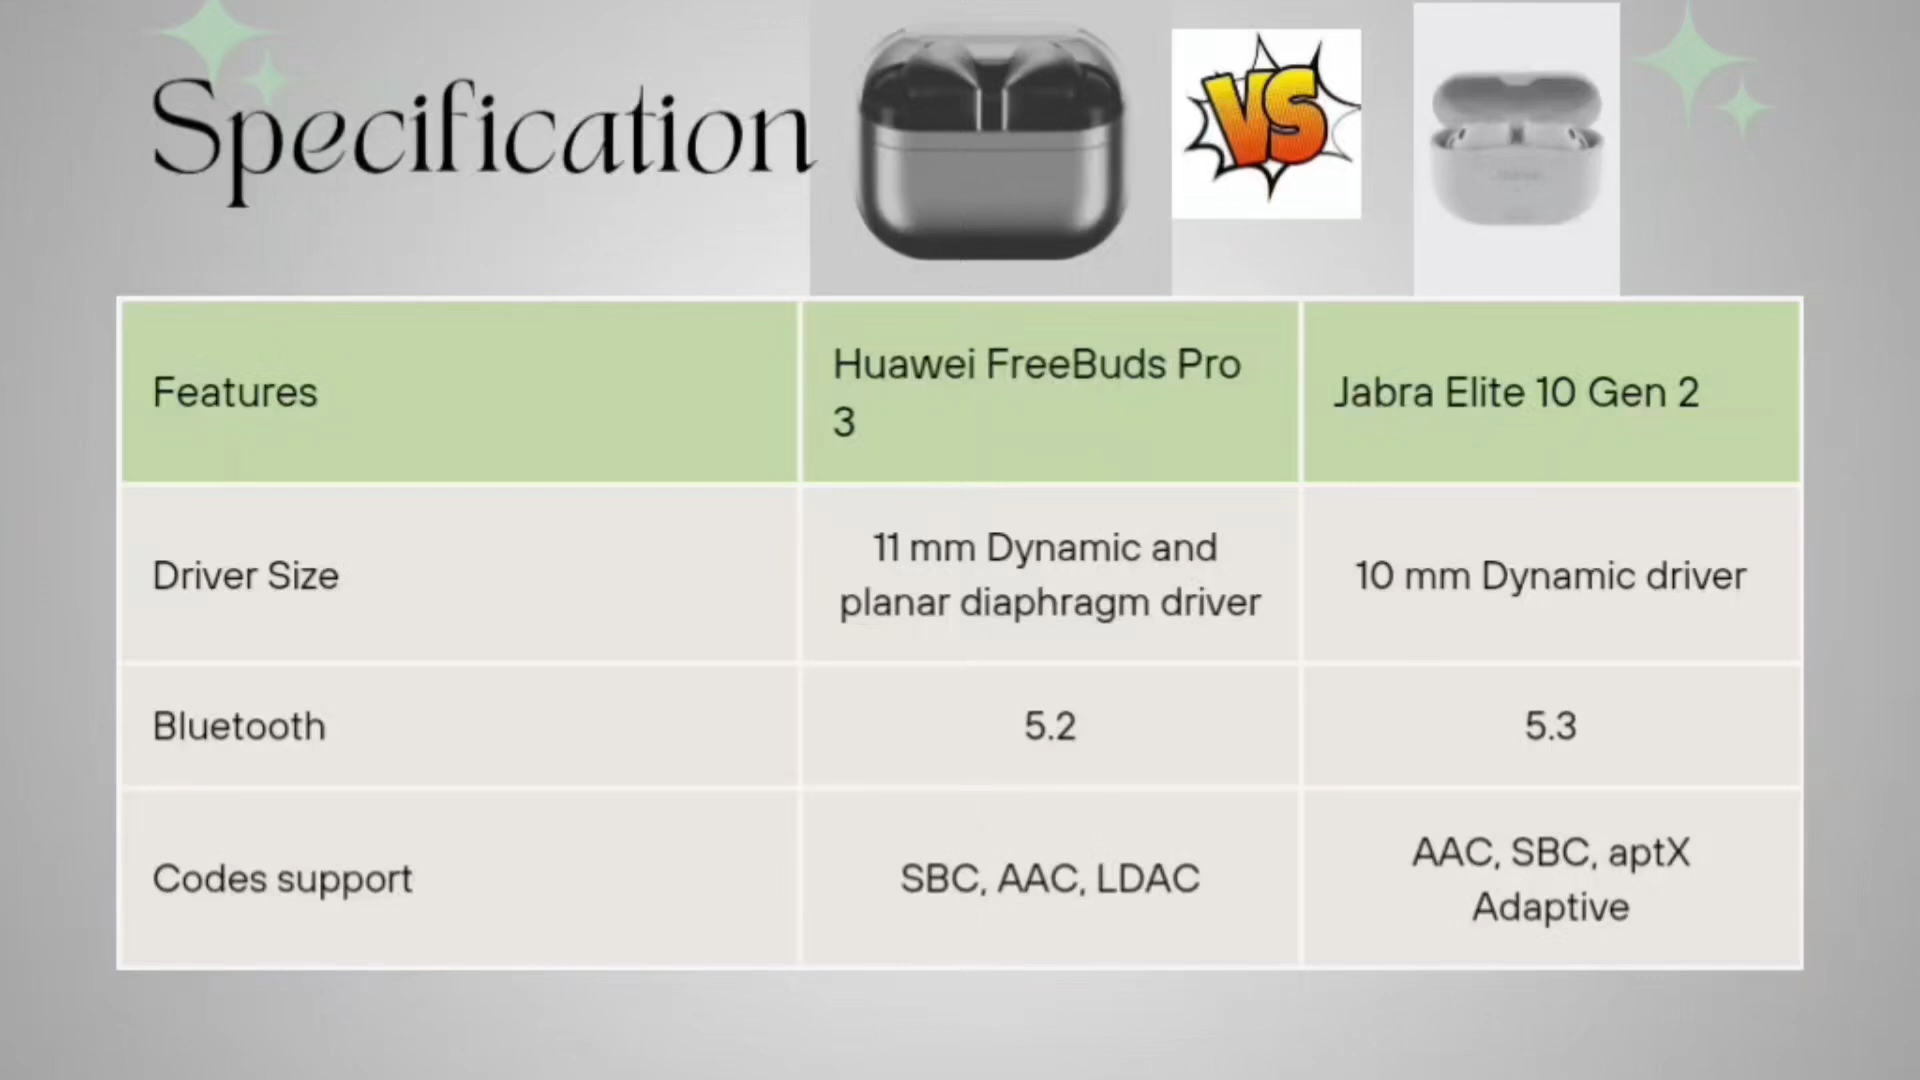 Specification
VS
Features
Huawei FreeBuds Pro
3
Jabra Elite 10 Gen 2
Driver Size
11 mm Dynamic and
planar diaphragm driver
10 mm Dynamic driver
Bluetooth
5.2
5.3
Codes support
SBC, AAC, LDAC
AAC, SBC, aptX
Adaptive